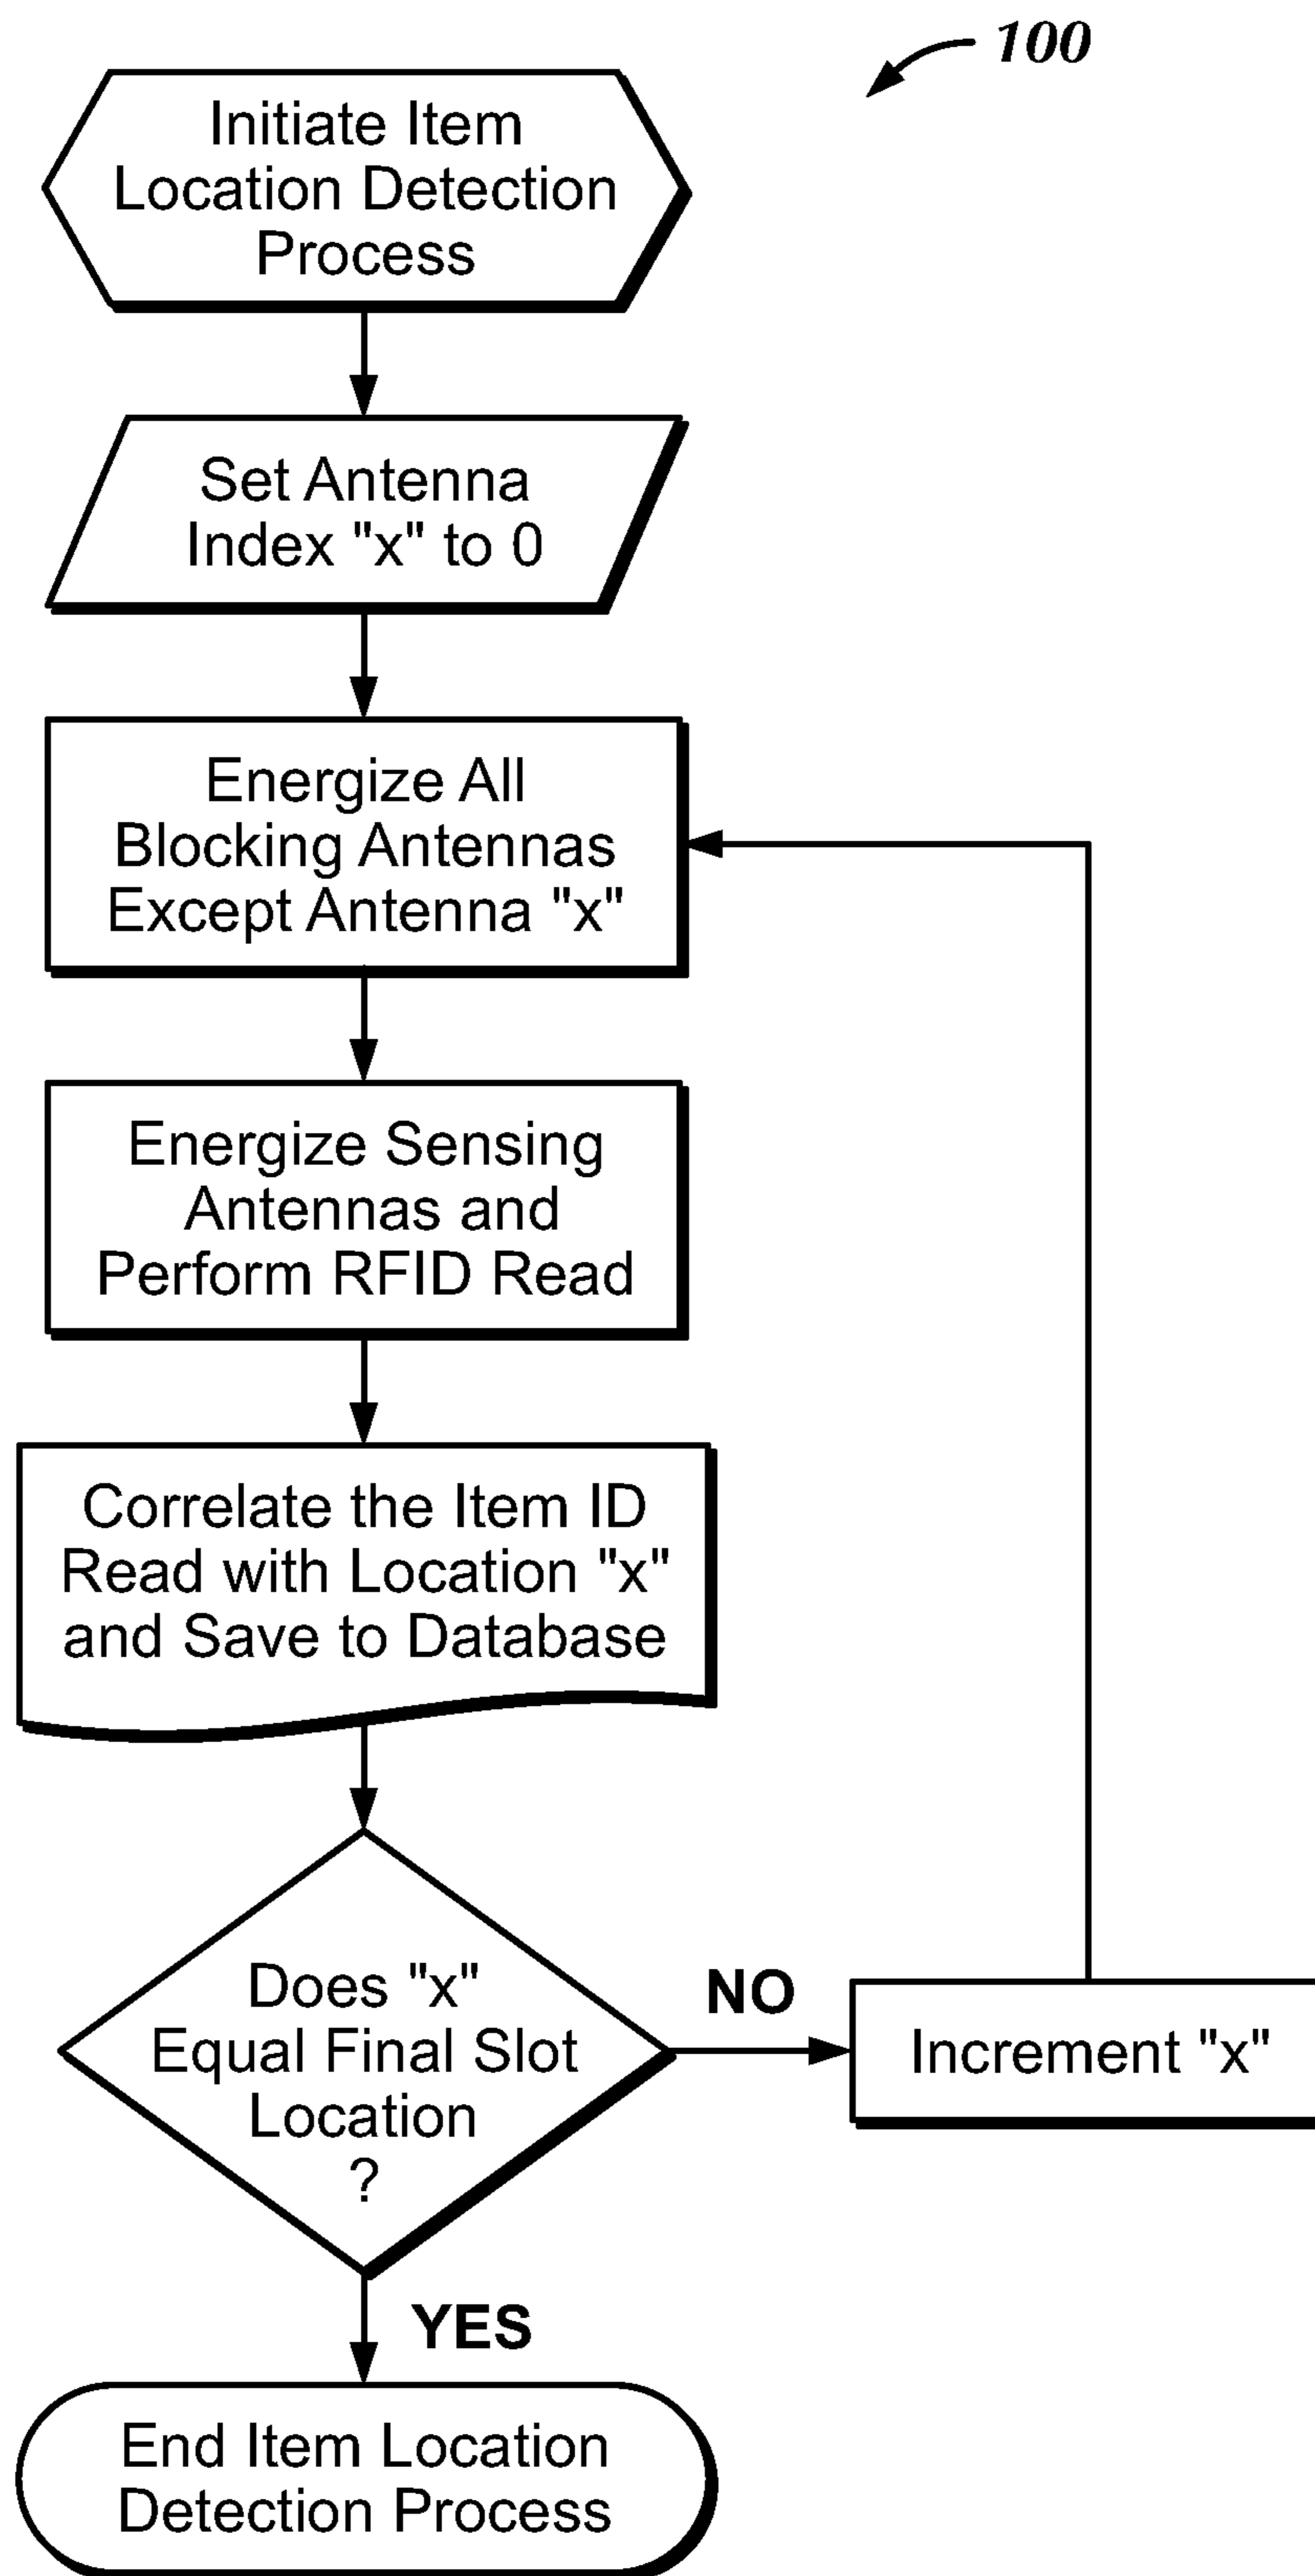 100
Initiate Item
Location Detection
Process
Set Antenna
Index "x" to 0
Energize All
Blocking Antennas
Except Antenna "x"
Energize Sensing
Antennas and
Perform RFID Read
Correlate the Item ID
Read with Location "x"
and Save to Database
Does "x"
Equal Final Slot
Location
?
NO
Increment "x"
YES
End Item Location
Detection Process